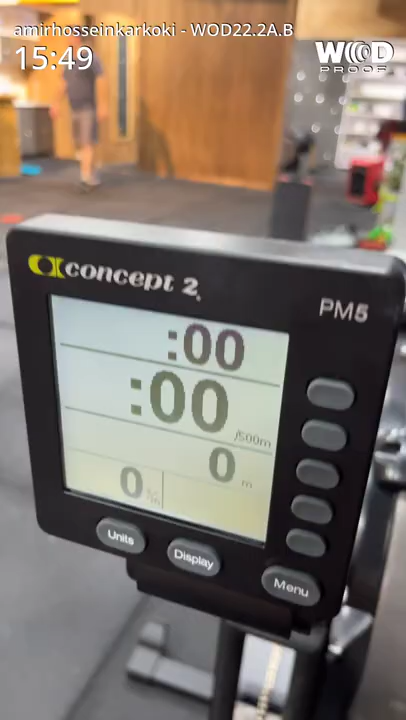 amirhosseinkarkoki - WOD22.2A.B
15:49
WOD
PROOF
concept 2
PM5
:00
:00
/500m
0 m
0
Units
Display
Menu